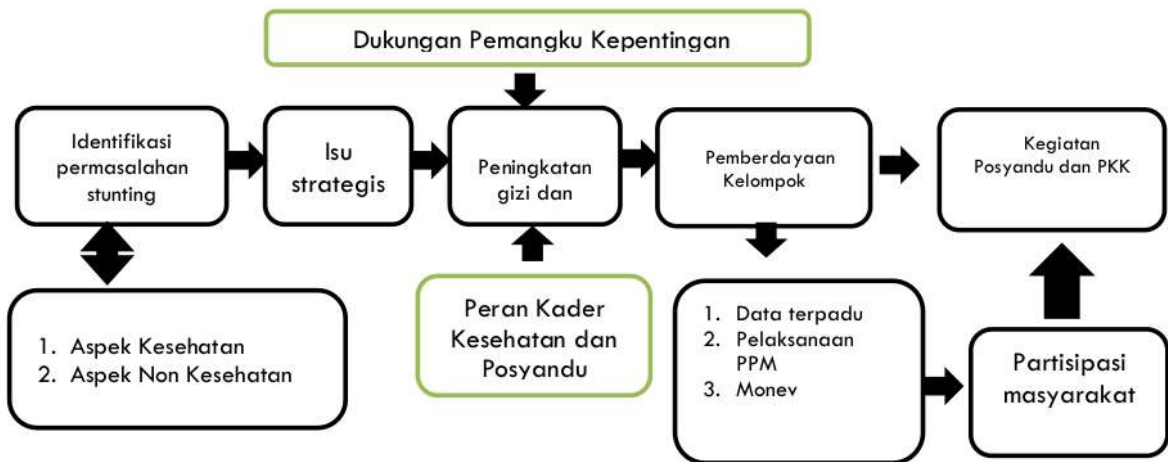 Dukungan Pemangku Kepentingan
Identifikasi
permasalahan
stunting
Isu
strategis
Peningkatan
gizi dan
Pemberdayaan
Kelompok
Kegiatan
Posyandu dan PKK
1. Aspek Kesehatan
2. Aspek Non Kesehatan
Peran Kader
Kesehatan dan
Posyandu
1. Data terpadu
2. Pelaksanaan
PPM
3. Monev
Partisipasi
masyarakat